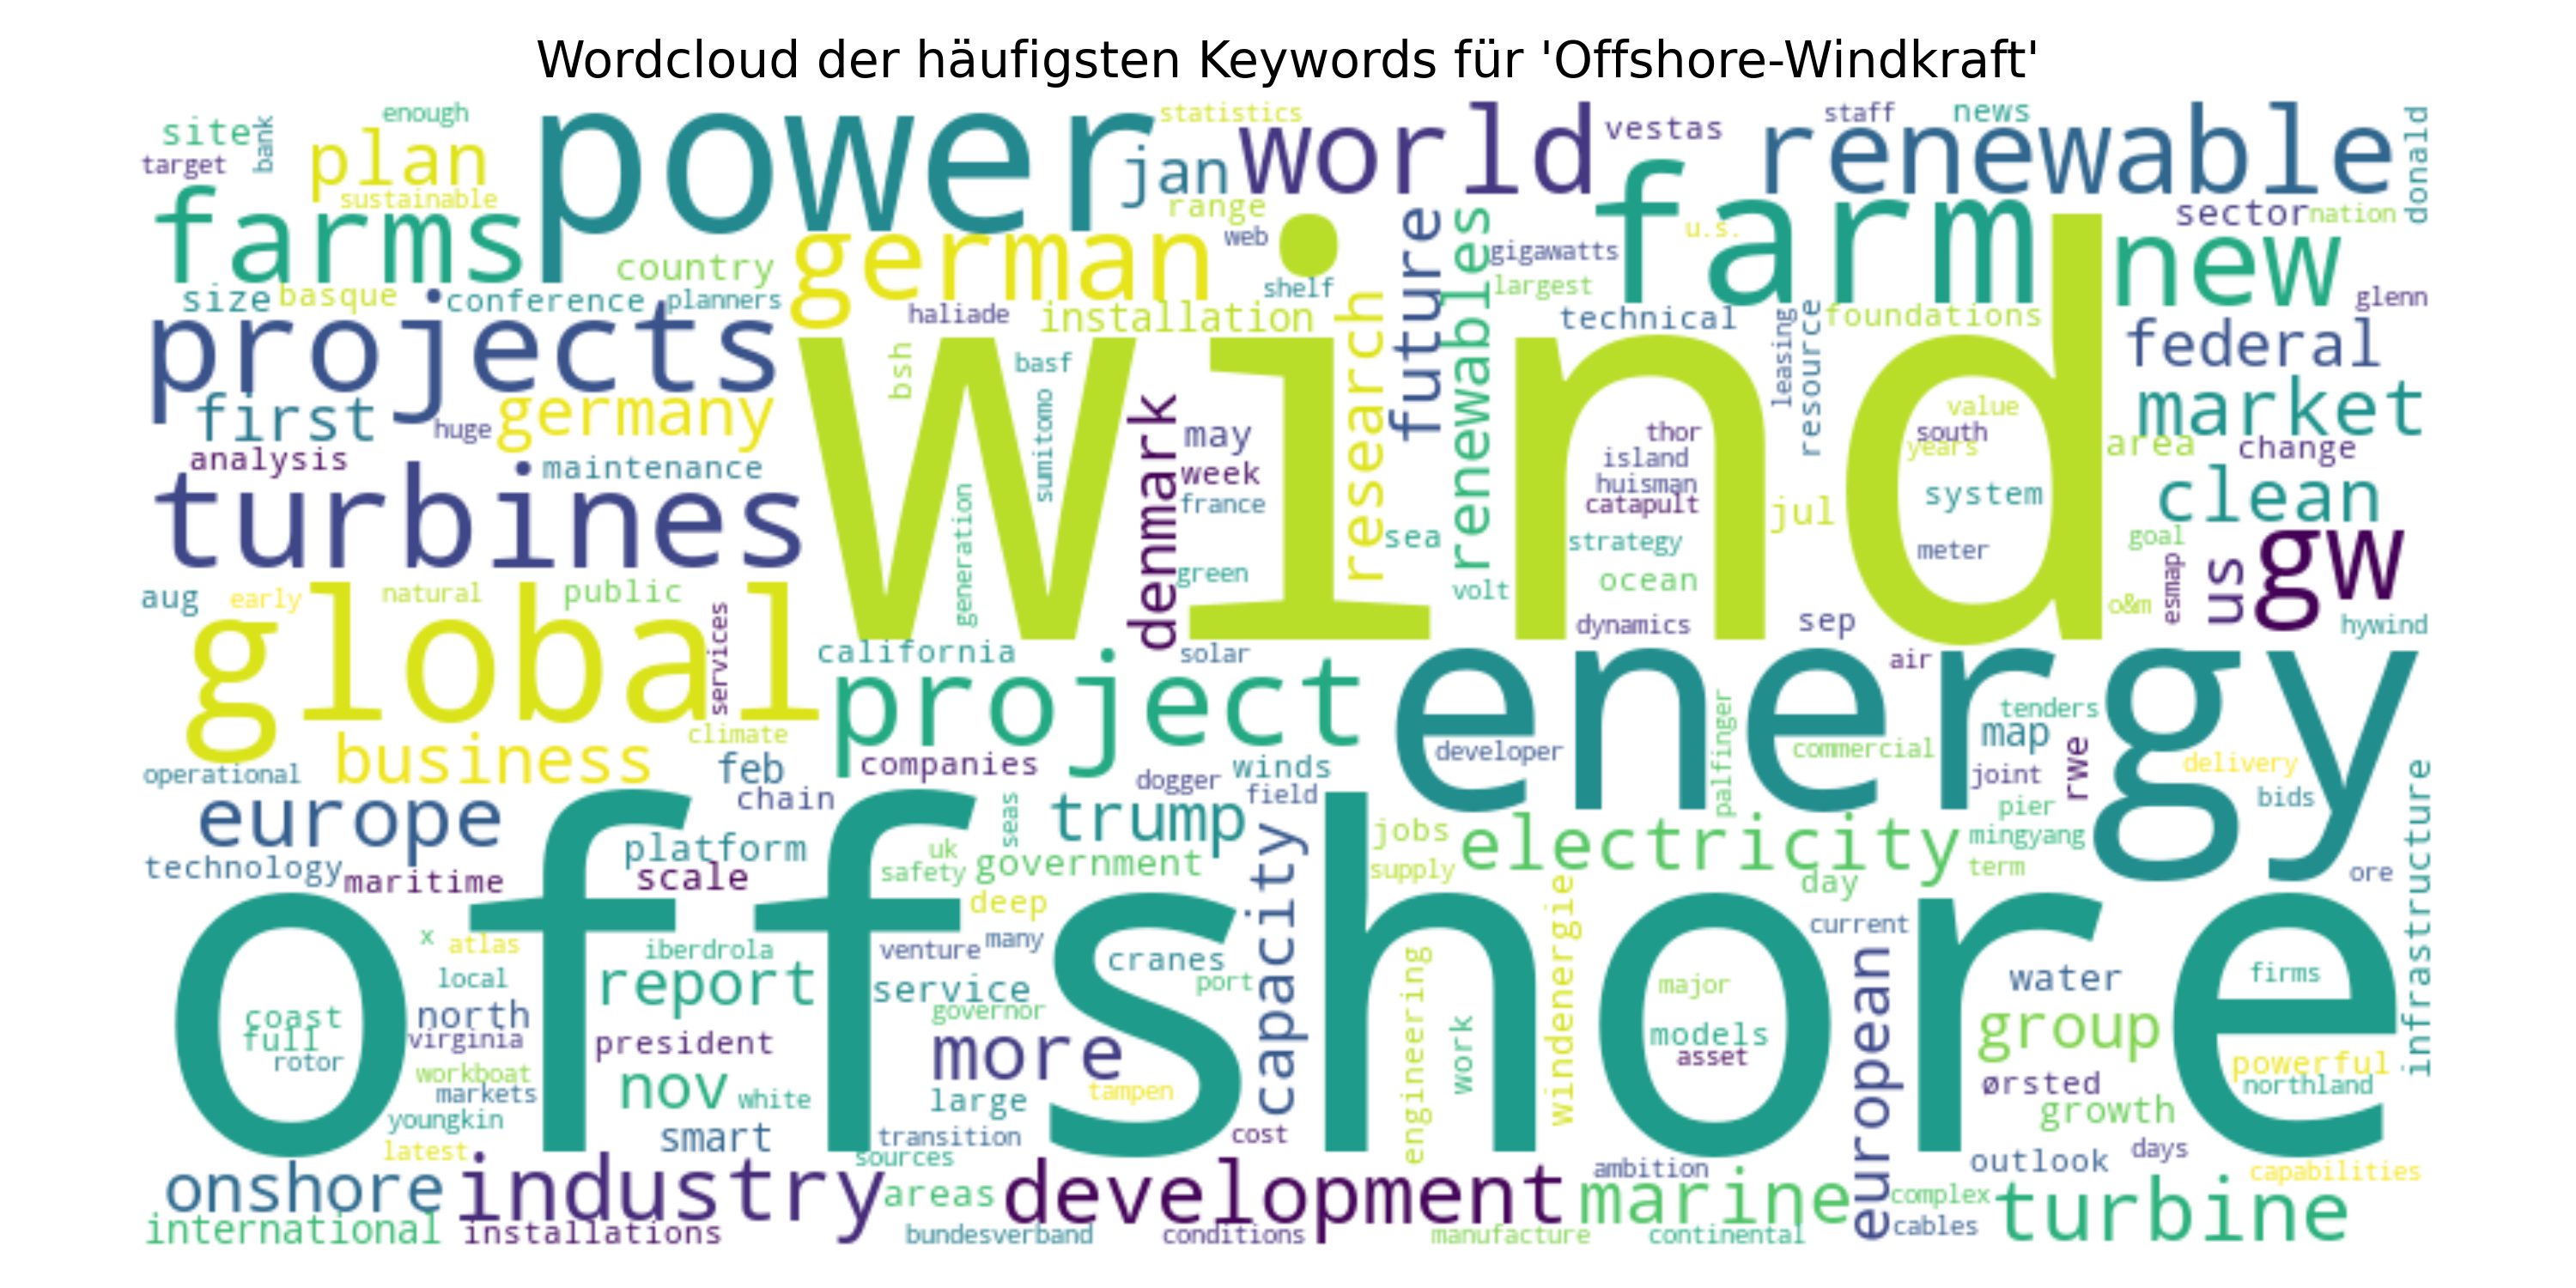 Wordcloud der häufigsten Keywords für 'Offshore-Windkraft'
enough
statistics
staff
news
donald
site
bank
plan
power
jan
world
vestas
renewable
target
sustainable
range
sector
nation
farms
german
web
future
renewables
u.s.
farm
new
country
gigawatts
size
basque
conference
planners
shelf
largest
glenn
haliade
installation
research
technical
leasing
resource
foundations
projects
wind
federal
bsh
basf
sumitomo
denmark
first
huge
germany
may
thor
value
market
south
years
area
change
analysis
maintenance
week
island
turbines
generation
france
huisman
catapult
jul
system
clean
sea
strategy
meter
goal
gw
us
esmap
green
ocean
volt
aug
early
natural
public
services
o&m
hywind
dynamics
sep
global
california
solar
air
energy
project
palfinger
tenders
map
climate
business
developer
commercial
rwe
operational
feb
companies
dogger
winds
joint
delivery
chain
field
bids
infrastructure
europe
seas
trump
pier
jobs
electricity
mingyang
technology
platform
uk
government
capacity
maritime
scale
safety
supply
term
ore
day
offshore
deep
windenergie
current
european
x
atlas
iberdrola
venture
many
cranes
engineering
local
report
service
port
major
water
firms
coast
north
governor
work
full
virginia
president
more
models
group
rotor
asset
workboat
nov
white
tampen
ørsted
powerful
markets
large
northland
youngkin
growth
smart
transition
cost
latest
sources
days
onshore
industry
areas
development
ambition
marine
outlook
capabilities
complex
turbine
international
installations
bundesverband
conditions
manufacture
continental
cables